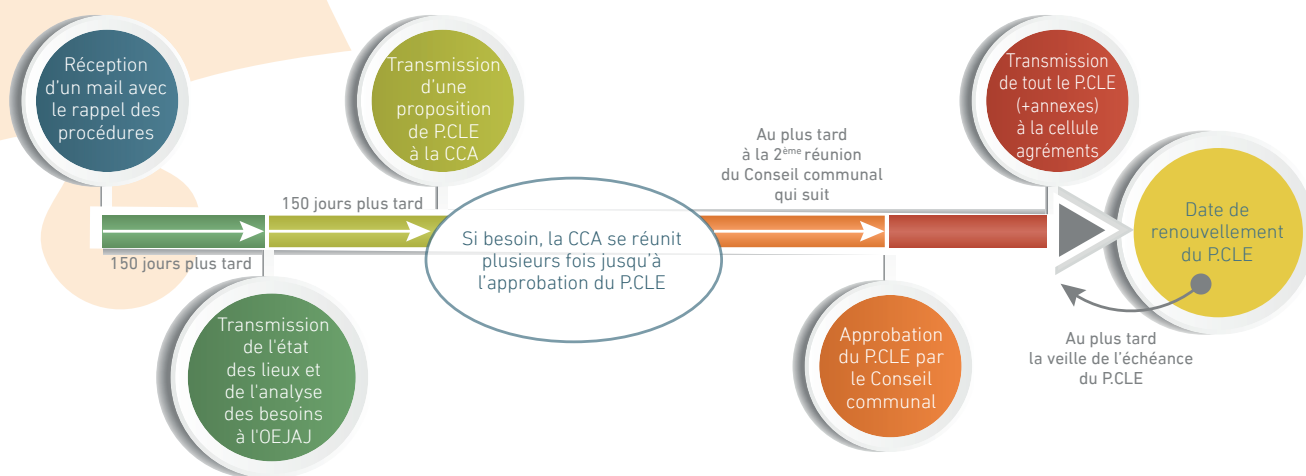 Réception
d'un mail avec
le rappel des
procédures
150 jours plus tard
Transmission
de l'état
des lieux et
de l'analyse
des besoins
à l'OEJAJ
150 jours plus tard
Transmission
d'une
proposition
de P.CLE
à la CCA
Si besoin, la CCA se réunit
plusieurs fois jusqu'à
l'approbation du P.CLE
Au plus tard
à la 2ème réunion
du Conseil communal
qui suit
Approbation
du P.CLE par
le Conseil
communal
Transmission
de tout le P.CLE
(+annexes)
à la cellule
agréments
Date de
renouvellement
du P.CLE
Au plus tard
la veille de l'échéance
du P.CLE